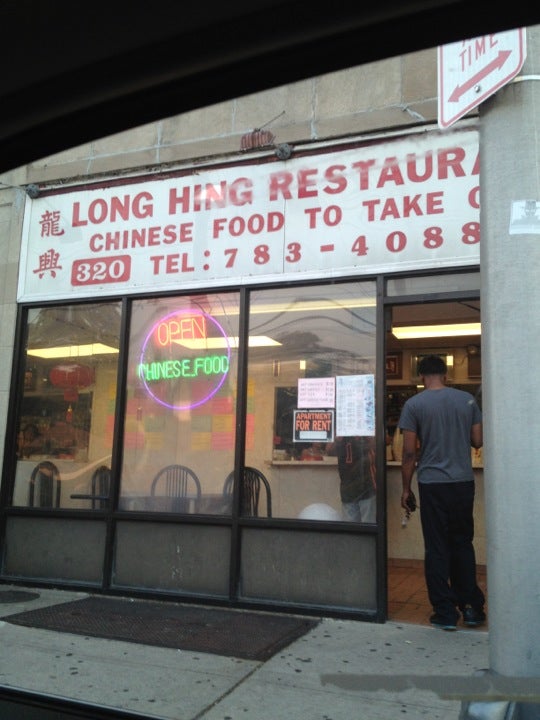 TIME
龍興
LONG HING RESTAURA
CHINESE FOOD TO TAKE
320 TEL: 783-4088
OPEN
CHINESE FOOD
APARTMENT
FOR RENT